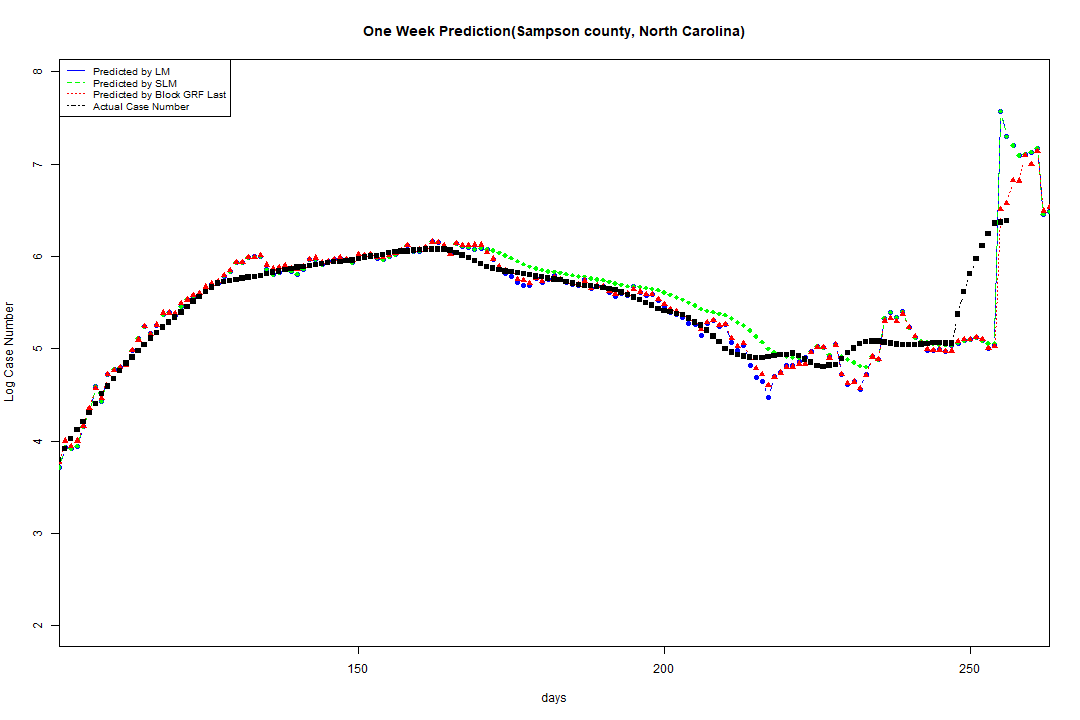 One Week Prediction(Sampson county, North Carolina)
8
Predicted by LM
Predicted by SLM
Predicted by Block GRF Last
Actual Case Number
7
6
5
4
3
2
Log Case Number
150
200
250
days